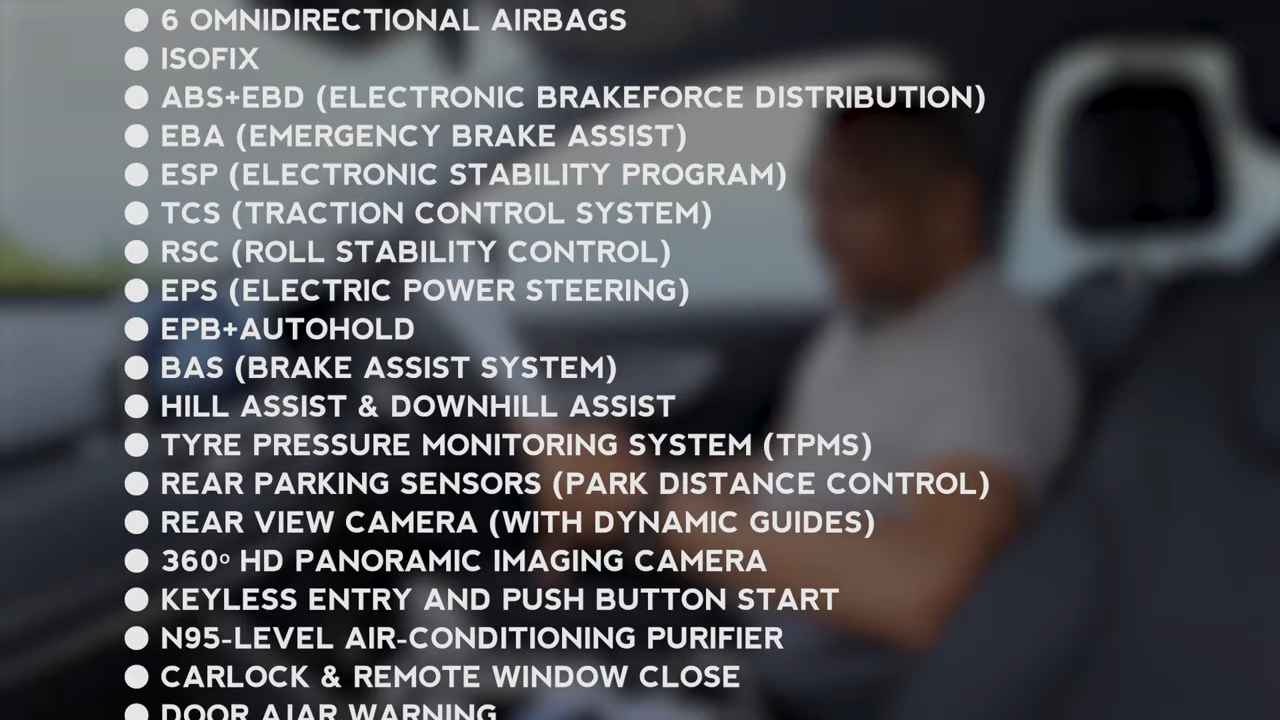 ● 6 OMNIDIRECTIONAL AIRBAGS
● ISOFIX
● ABS+EBD (ELECTRONIC BRAKEFORCE DISTRIBUTION)
● EBA (EMERGENCY BRAKE ASSIST)
● ESP (ELECTRONIC STABILITY PROGRAM)
● TCS (TRACTION CONTROL SYSTEM)
● RSC (ROLL STABILITY CONTROL)
● EPS (ELECTRIC POWER STEERING)
● EPB+AUTOHOLD
● BAS (BRAKE ASSIST SYSTEM)
● HILL ASSIST & DOWNHILL ASSIST
● TYRE PRESSURE MONITORING SYSTEM (TPMS)
● REAR PARKING SENSORS (PARK DISTANCE CONTROL)
● REAR VIEW CAMERA (WITH DYNAMIC GUIDES)
● 360º HD PANORAMIC IMAGING CAMERA
● KEYLESS ENTRY AND PUSH BUTTON START
● N95-LEVEL AIR-CONDITIONING PURIFIER
● CARLOCK & REMOTE WINDOW CLOSE
● DOOR AJAR WARNING